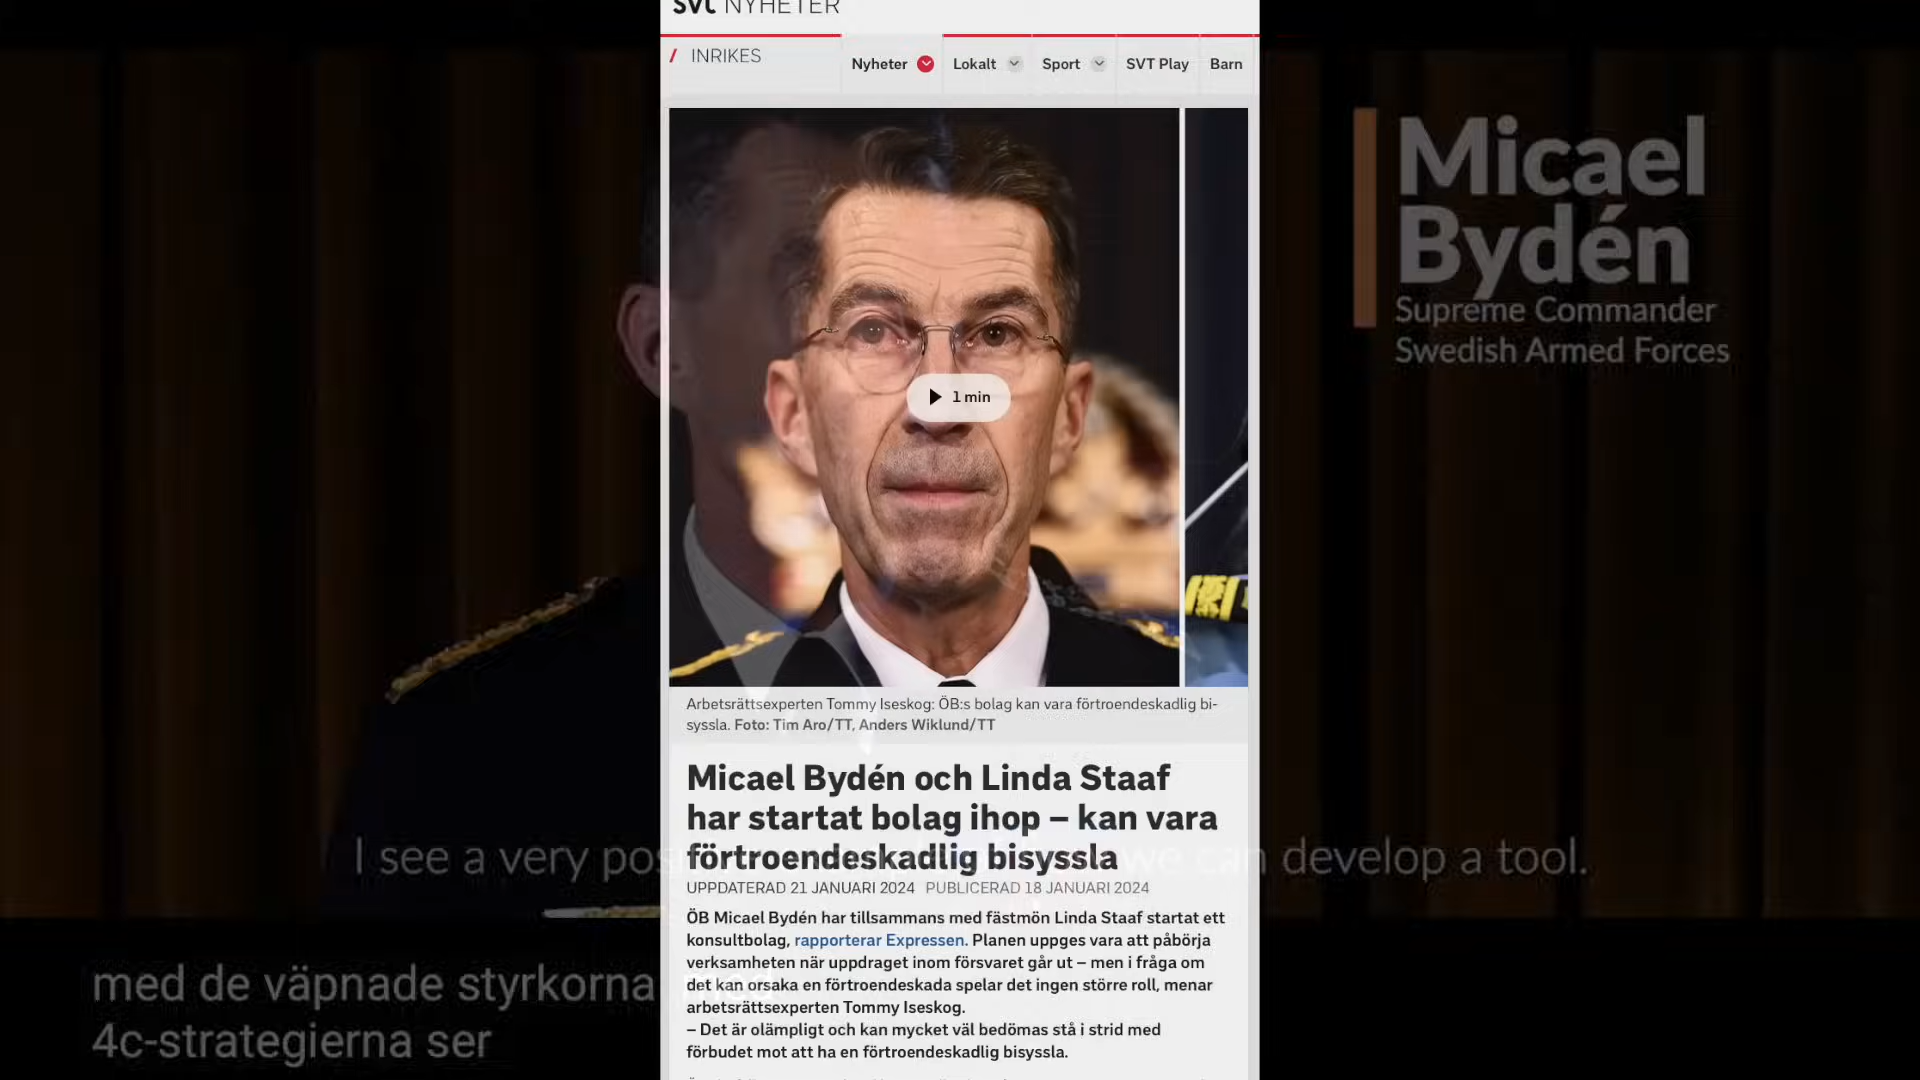 svt NYHETER
/ INRIKES
Nyheter
Lokalt
Sport
SVT Play
Barn
Micael
Bydén
Supreme Commander
Swedish Armed Forces
1 min
Arbetsrättsexperten Tommy Iseskog: ÖB:s bolag kan vara förtroendeskadlig bi-
syssla. Foto: Tim Aro/TT, Anders Wiklund/TT
Micael Bydén och Linda Staaf
har startat bolag ihop – kan vara
förtroendeskadlig bisyssla
I see a very we can develop a tool.
UPPDATERAD 21 JANUARI 2024 PUBLICERAD 18 JANUARI 2024
ÖB Micael Bydén har tillsammans med fästmön Linda Staaf startat ett
konsultbolag, rapporterar Expressen. Planen uppges vara att påbörja
verksamheten när uppdraget inom försvaret går ut – men i fråga om
det kan orsaka en förtroendeskada spelar det ingen större roll, menar
arbetsrättsexperten Tommy Iseskog.
– Det är olämpligt och kan mycket väl bedömas stå i strid med
förbudet mot att ha en förtroendeskadlig bisyssla.
med de väpnade styrkorna med
4c-strategierna ser